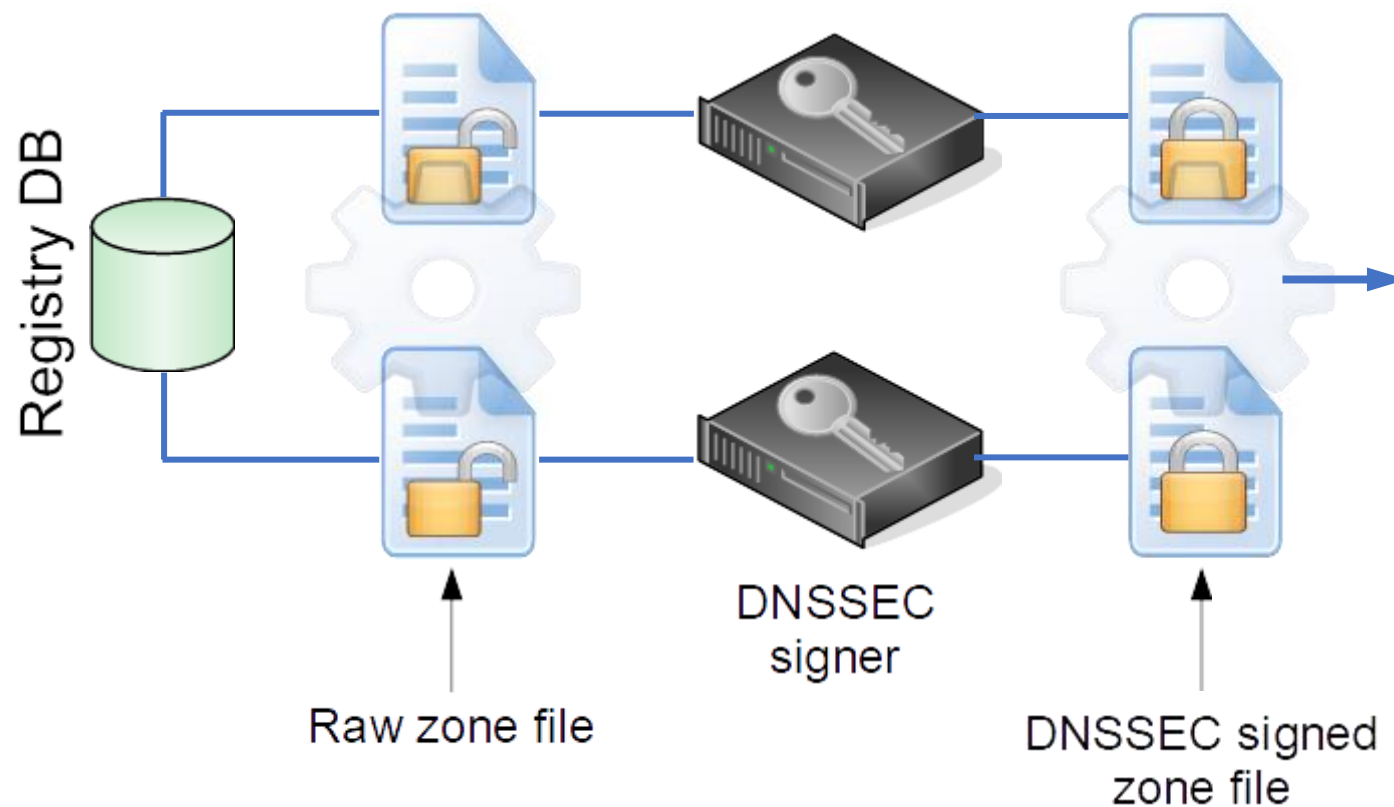 Registry DB
DNSSEC
signer
Raw zone file
DNSSEC signed
zone file